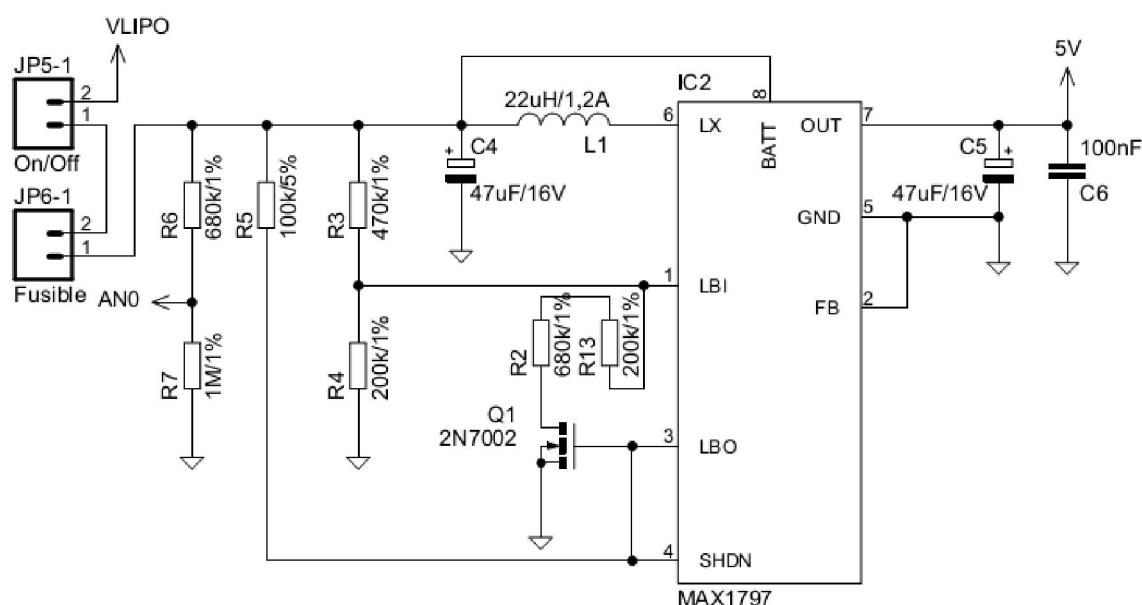 VLIPO
JP5-1
2
1
On/Off
JP6-1
2
1
Fusible
AN0
R6
680k/1%
R7
1M/1%
R5
100k/5%
R3
470k/1%
R4
200k/1%
C4
+
47uF/16V
22uH/1,2A
L1
R2
680k/1%
R13
200k/1%
Q1
2N7002
IC2
6
LX
8
BATT
OUT
7
GND
5
FB
2
1
LBI
3
LBO
4
SHDN
MAX1797
5V
C5
+
47uF/16V
100nF
C6